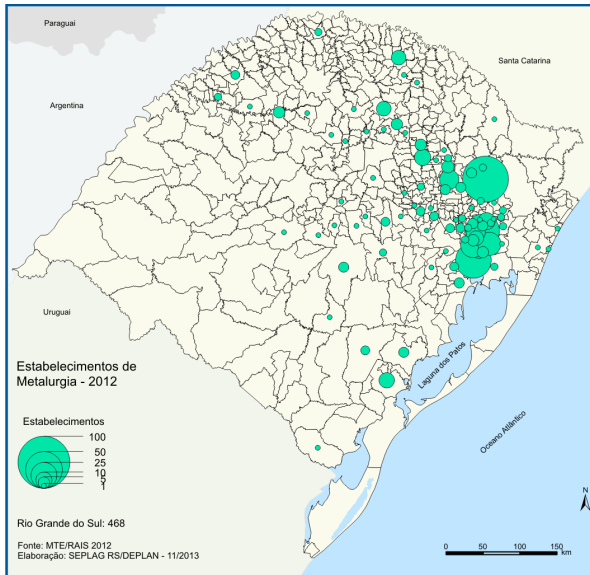 Paraguai
Santa Catarina
Argentina
Uruguai
Laguna dos Patos
Oceano Atlântico
Estabelecimentos de
Metalurgia - 2012
Estabelecimentos
100
50
25
10
5
1
Rio Grande do Sul: 468
Fonte: MTE/RAIS 2012
Elaboração: SEPLAG RS/DEPLAN - 11/2013
N
0 50 100 150
km